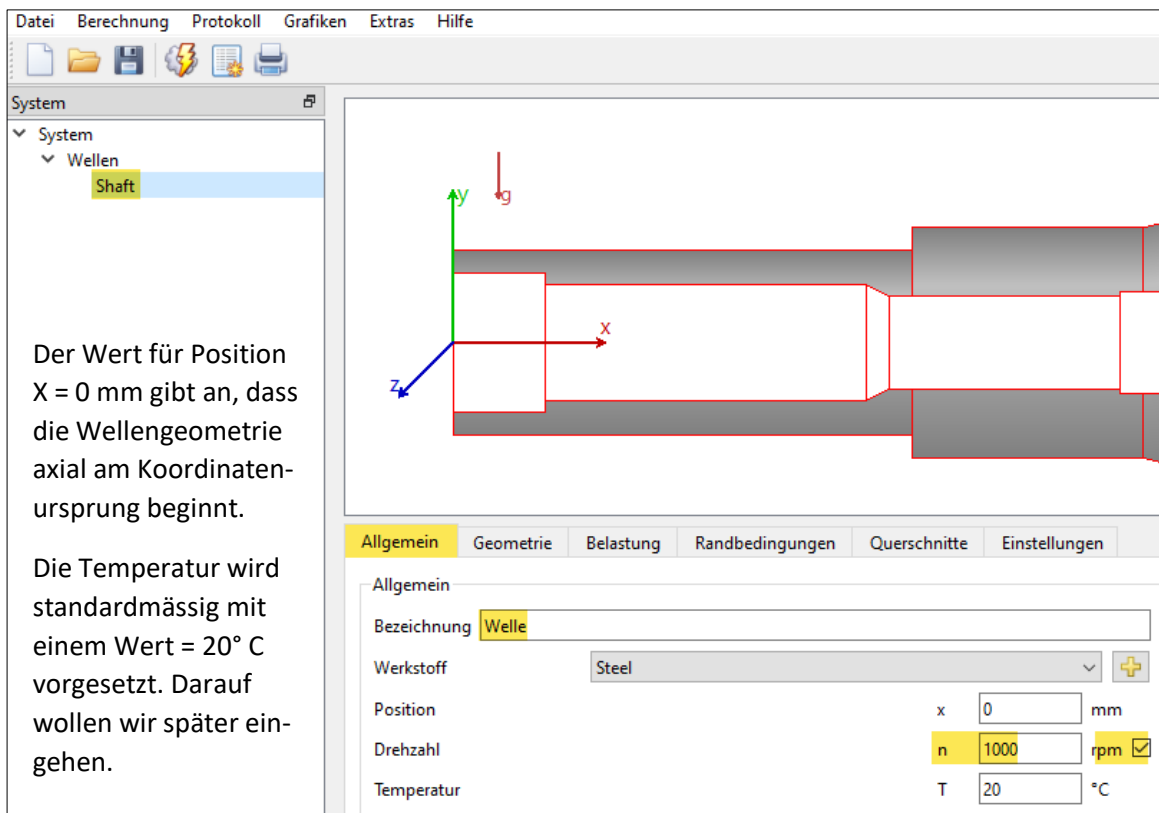 Datei Berechnung Protokoll Grafiken Extras Hilfe
System
System
Wellen
Shaft
Der Wert für Position
X = 0 mm gibt an, dass
die Wellengeometrie
axial am Koordinaten-
ursprung beginnt.
Die Temperatur wird
standardmässig mit
einem Wert = 20° C
vorgesetzt. Darauf
wollen wir später ein-
gehen.
y g
x
z
Allgemein Geometrie Belastung Randbedingungen Querschnitte Einstellungen
Allgemein
Bezeichnung Welle
Werkstoff Steel
Position x 0 mm
Drehzahl n 1000 rpm
Temperatur T 20 °C